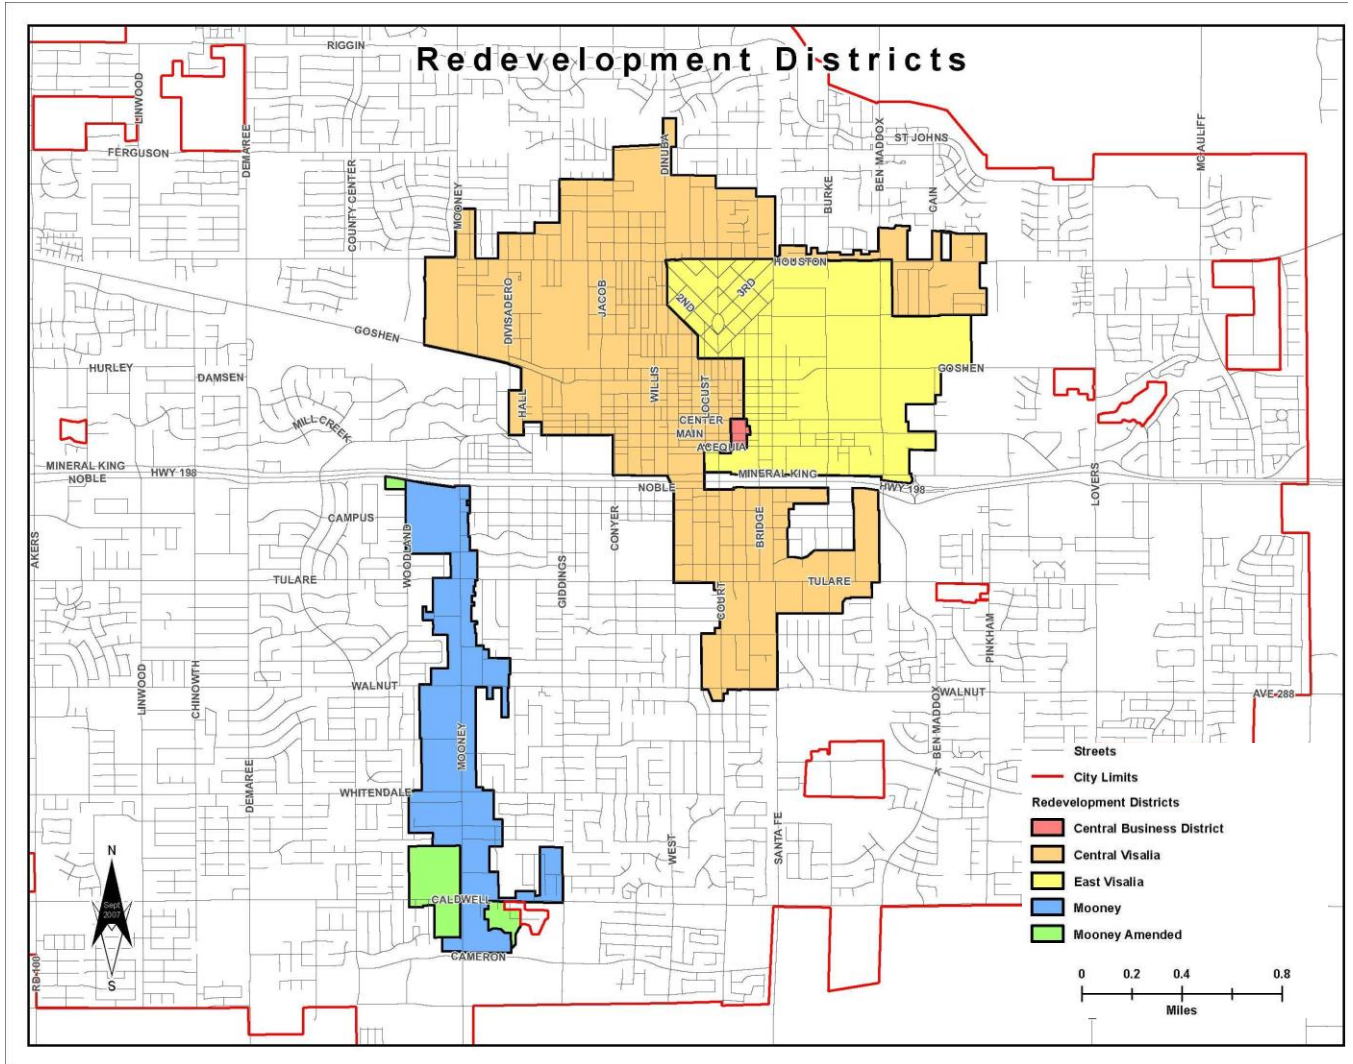 Redevelopment Districts
RIGGIN
LINWOOD
DEMAREE
FERGUSON
COUNTY CENTER
MOONEY
DINUBA
BURKE
BEN MADDOX
ST JOHNS
CAIN
MCAULIFF
HOUSTON
DIVISADERO
JACOB
2ND
3RD
GOSHEN
HURLEY
DAMSEN
GOSHEN
HALL
WILLIS
LOCUST
MILL CREEK
CENTER
MAIN
ACEQUIA
MINERAL KING
NOBLE
HWY 198
MINERAL KING
NOBLE
HWY 198
LOVERS
AKERS
CAMPUS
WOODLAND
CONYER
BRIDGE
TULARE
GIDDINGS
COURT
TULARE
PINKHAM
LINWOOD
CHINOWTH
WALNUT
WALNUT
AVE 288
MOONEY
BEN MADDOX
K
DEMAREE
WHITENDALE
WEST
SANTA FE
CALDWELL
CAMERON
RD 100
N
Sept
2007
S
Streets
City Limits
Redevelopment Districts
Central Business District
Central Visalia
East Visalia
Mooney
Mooney Amended
0 0.2 0.4 0.8
Miles